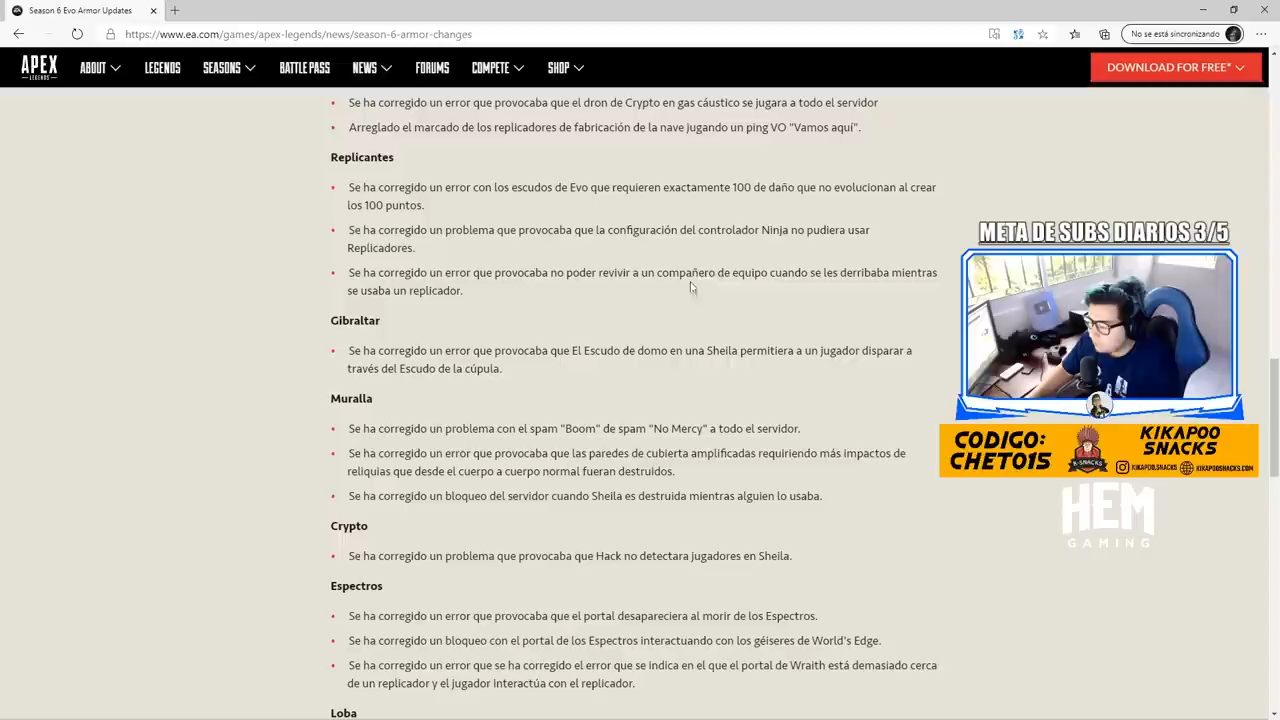 Season 6 Evo Armor Updates
https://www.ea.com/games/apex-legends/news/season-6-armor-changes
No se está sincronizando
APEX
LEGENDS
ABOUT
LEGENDS
SEASONS
BATTLE PASS
NEWS
FORUMS
COMPETE
SHOP
DOWNLOAD FOR FREE*
Se ha corregido un error que provocaba que el dron de Crypto en gas cáustico se jugara a todo el servidor
Arreglado el marcado de los replicadores de fabricación de la nave jugando un ping VO "Vamos aquí".
Replicantes
Se ha corregido un error con los escudos de Evo que requieren exactamente 100 de daño que no evolucionan al crear
los 100 puntos.
Se ha corregido un problema que provocaba que la configuración del controlador Ninja no pudiera usar
Replicadores.
Se ha corregido un error que provocaba no poder revivir a un compañero de equipo cuando se les derribaba mientras
se usaba un replicador.
Gibraltar
Se ha corregido un error que provocaba que El Escudo de domo en una Sheila permitiera a un jugador disparar a
través del Escudo de la cúpula.
Muralla
Se ha corregido un problema con el spam "Boom" de spam "No Mercy" a todo el servidor.
Se ha corregido un error que provocaba que las paredes de cubierta amplificadas requiriendo más impactos de
reliquias que desde el cuerpo a cuerpo normal fueran destruidos.
Se ha corregido un bloqueo del servidor cuando Sheila es destruida mientras alguien lo usaba.
Crypto
Se ha corregido un problema que provocaba que Hack no detectara jugadores en Sheila.
Espectros
Se ha corregido un error que provocaba que el portal desapareciera al morir de los Espectros.
Se ha corregido un bloqueo con el portal de los Espectros interactuando con los géiseres de World's Edge.
Se ha corregido un error que se ha corregido el error que se indica en el que el portal de Wraith está demasiado cerca
de un replicador y el jugador interactúa con el replicador.
Loba
META DE SUBS DIARIOS 3/5
CODIGO:
CHETO15
K-SNACKS
KIKAPOO
SNACKS
KIKAPOO.SNACKS
KIKAPOOSNACKS.COM
HEM
GAMING